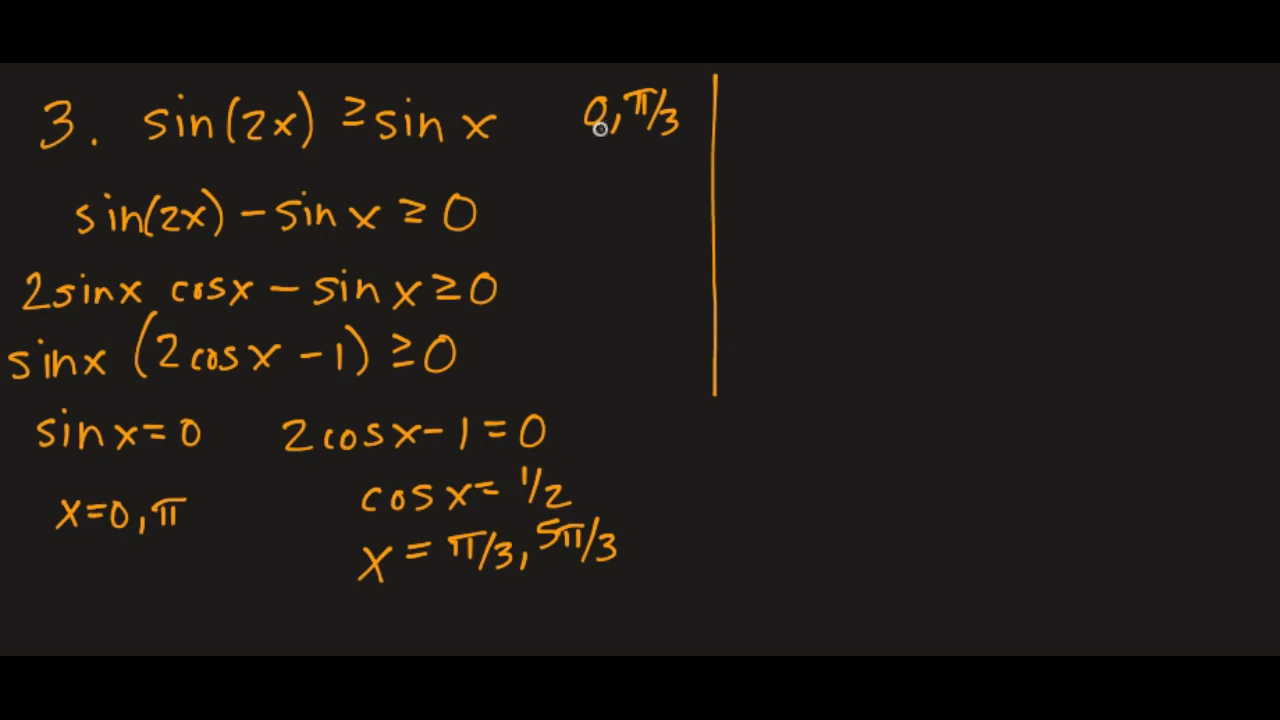 3. sin(2x) ≥ sin x
0, π/3
sin(2x) - sin x ≥ 0
2sinx cosx - sin x ≥ 0
sinx (2cosx - 1) ≥ 0
sin x = 0
2cosx - 1 = 0
cosx = 1/2
x = 0, π
x = π/3, 5π/3